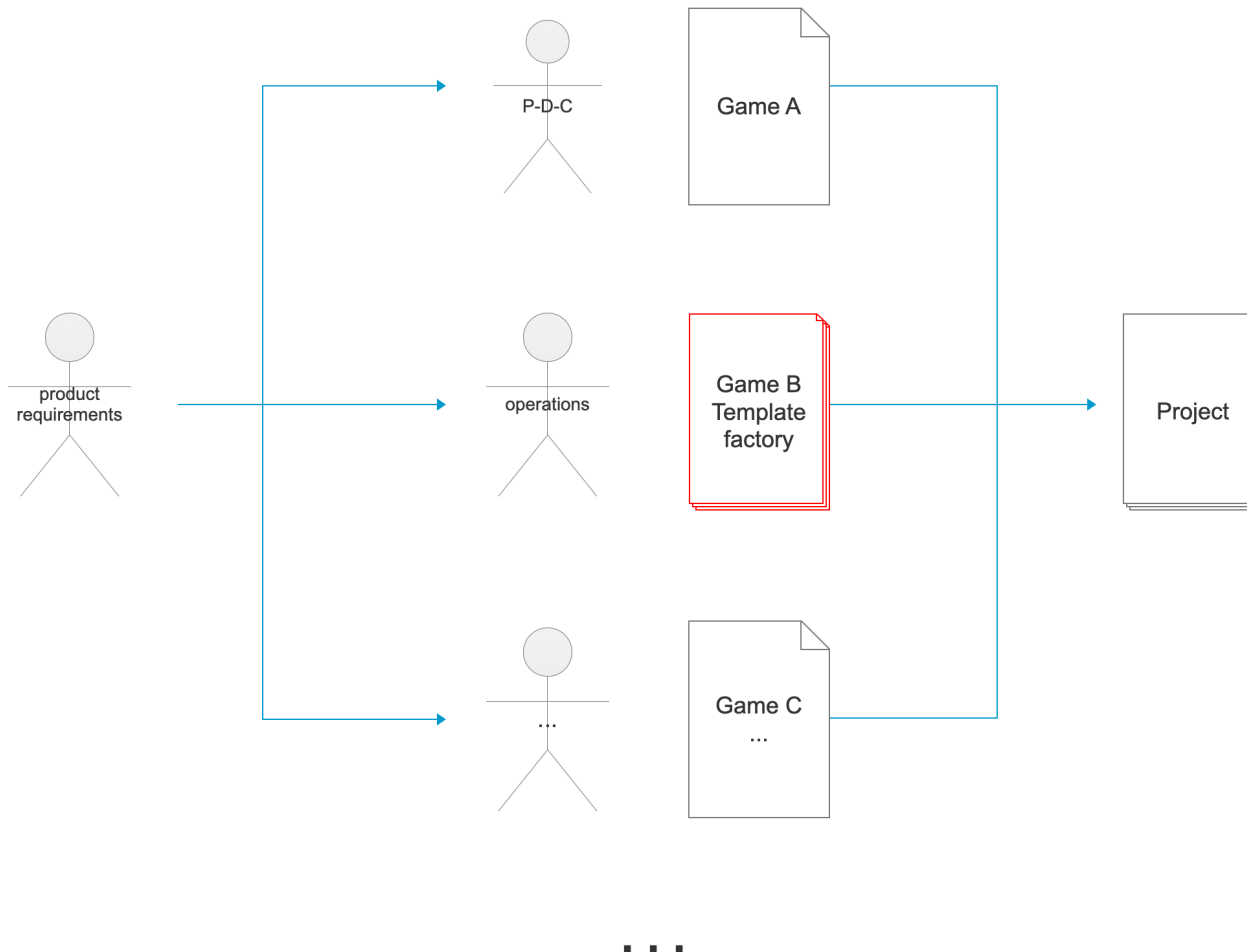 P-D-C
Game A
product
requirements
operations
Game B
Template
factory
Project
...
Game C
...
...